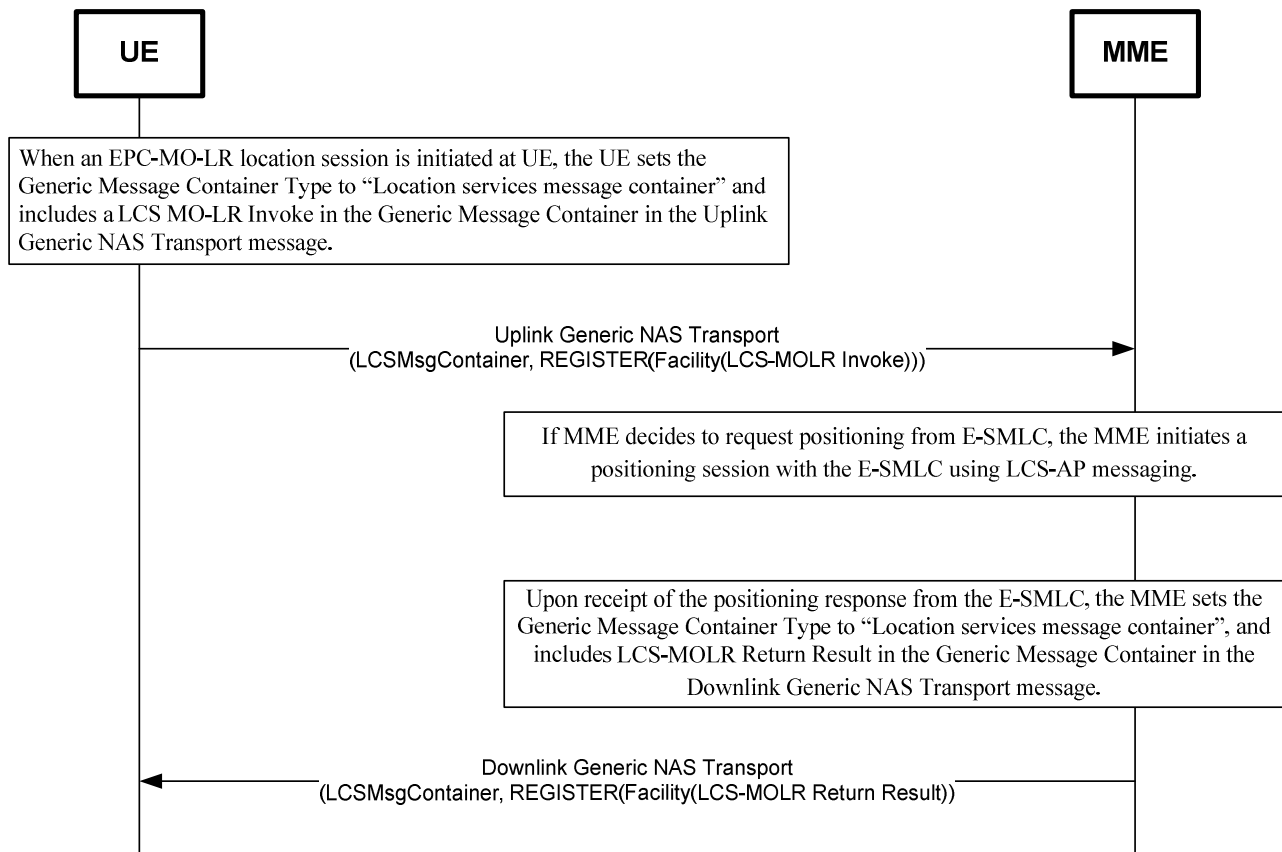 UE
MME
When an EPC-MO-LR location session is initiated at UE, the UE sets the
Generic Message Container Type to “Location services message container” and
includes a LCS MO-LR Invoke in the Generic Message Container in the Uplink
Generic NAS Transport message.
Uplink Generic NAS Transport
(LCSMsgContainer, REGISTER(Facility(LCS-MOLR Invoke)))
If MME decides to request positioning from E-SMLC, the MME initiates a
positioning session with the E-SMLC using LCS-AP messaging.
Upon receipt of the positioning response from the E-SMLC, the MME sets the
Generic Message Container Type to “Location services message container”, and
includes LCS-MOLR Return Result in the Generic Message Container in the
Downlink Generic NAS Transport message.
Downlink Generic NAS Transport
(LCSMsgContainer, REGISTER(Facility(LCS-MOLR Return Result))